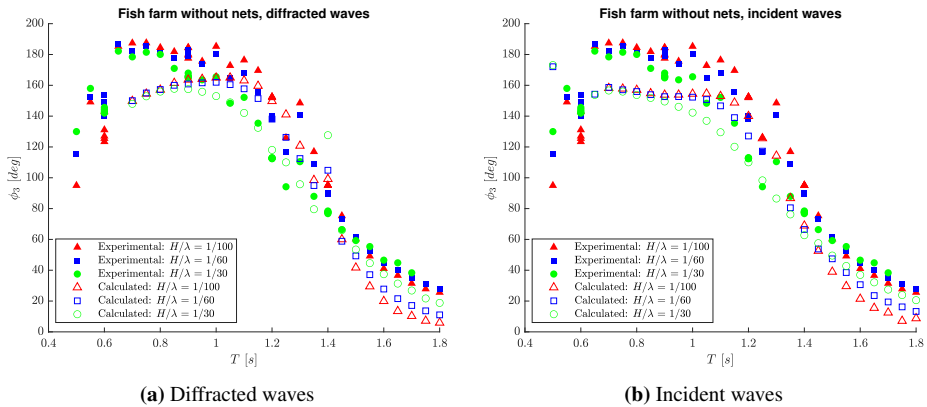 Fish farm without nets, diffracted waves
200
180
160
140
120
100
80
60
40
20
0
ϕ₃ [deg]
Experimental: H/λ = 1/100
Experimental: H/λ = 1/60
Experimental: H/λ = 1/30
Calculated: H/λ = 1/100
Calculated: H/λ = 1/60
Calculated: H/λ = 1/30
0.4 0.6 0.8 1 1.2 1.4 1.6 1.8
T [s]
(a) Diffracted waves
Fish farm without nets, incident waves
200
180
160
140
120
100
80
60
40
20
0
ϕ₃ [deg]
Experimental: H/λ = 1/100
Experimental: H/λ = 1/60
Experimental: H/λ = 1/30
Calculated: H/λ = 1/100
Calculated: H/λ = 1/60
Calculated: H/λ = 1/30
0.4 0.6 0.8 1 1.2 1.4 1.6 1.8
T [s]
(b) Incident waves